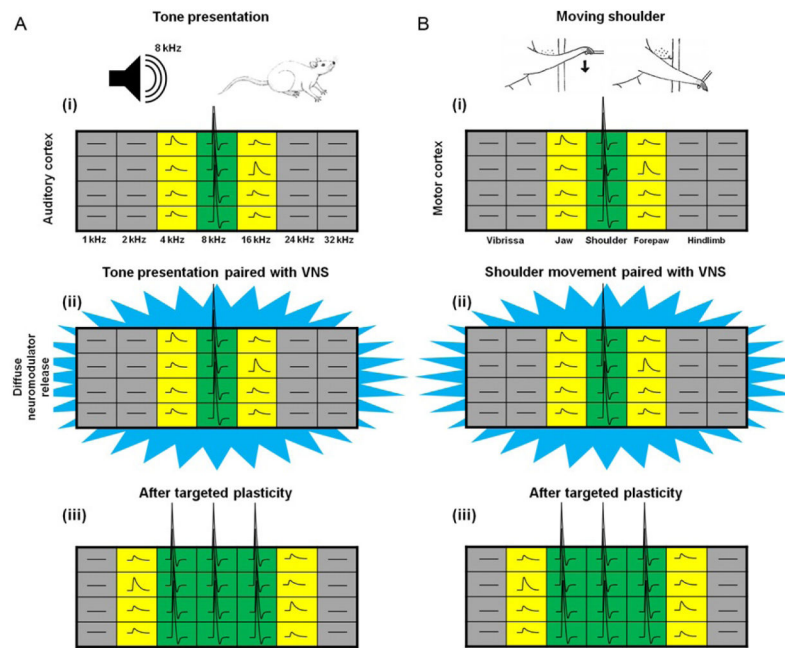 A
Tone presentation
8 kHz
(i)
Auditory cortex
1 kHz 2 kHz 4 kHz 8 kHz 16 kHz 24 kHz 32 kHz
Tone presentation paired with VNS
(ii)
Diffuse
neuromodulator
release
After targeted plasticity
(iii)
B
Moving shoulder
(i)
Motor cortex
Vibrissa Jaw Shoulder Forepaw Hindlimb
Shoulder movement paired with VNS
(ii)
After targeted plasticity
(iii)